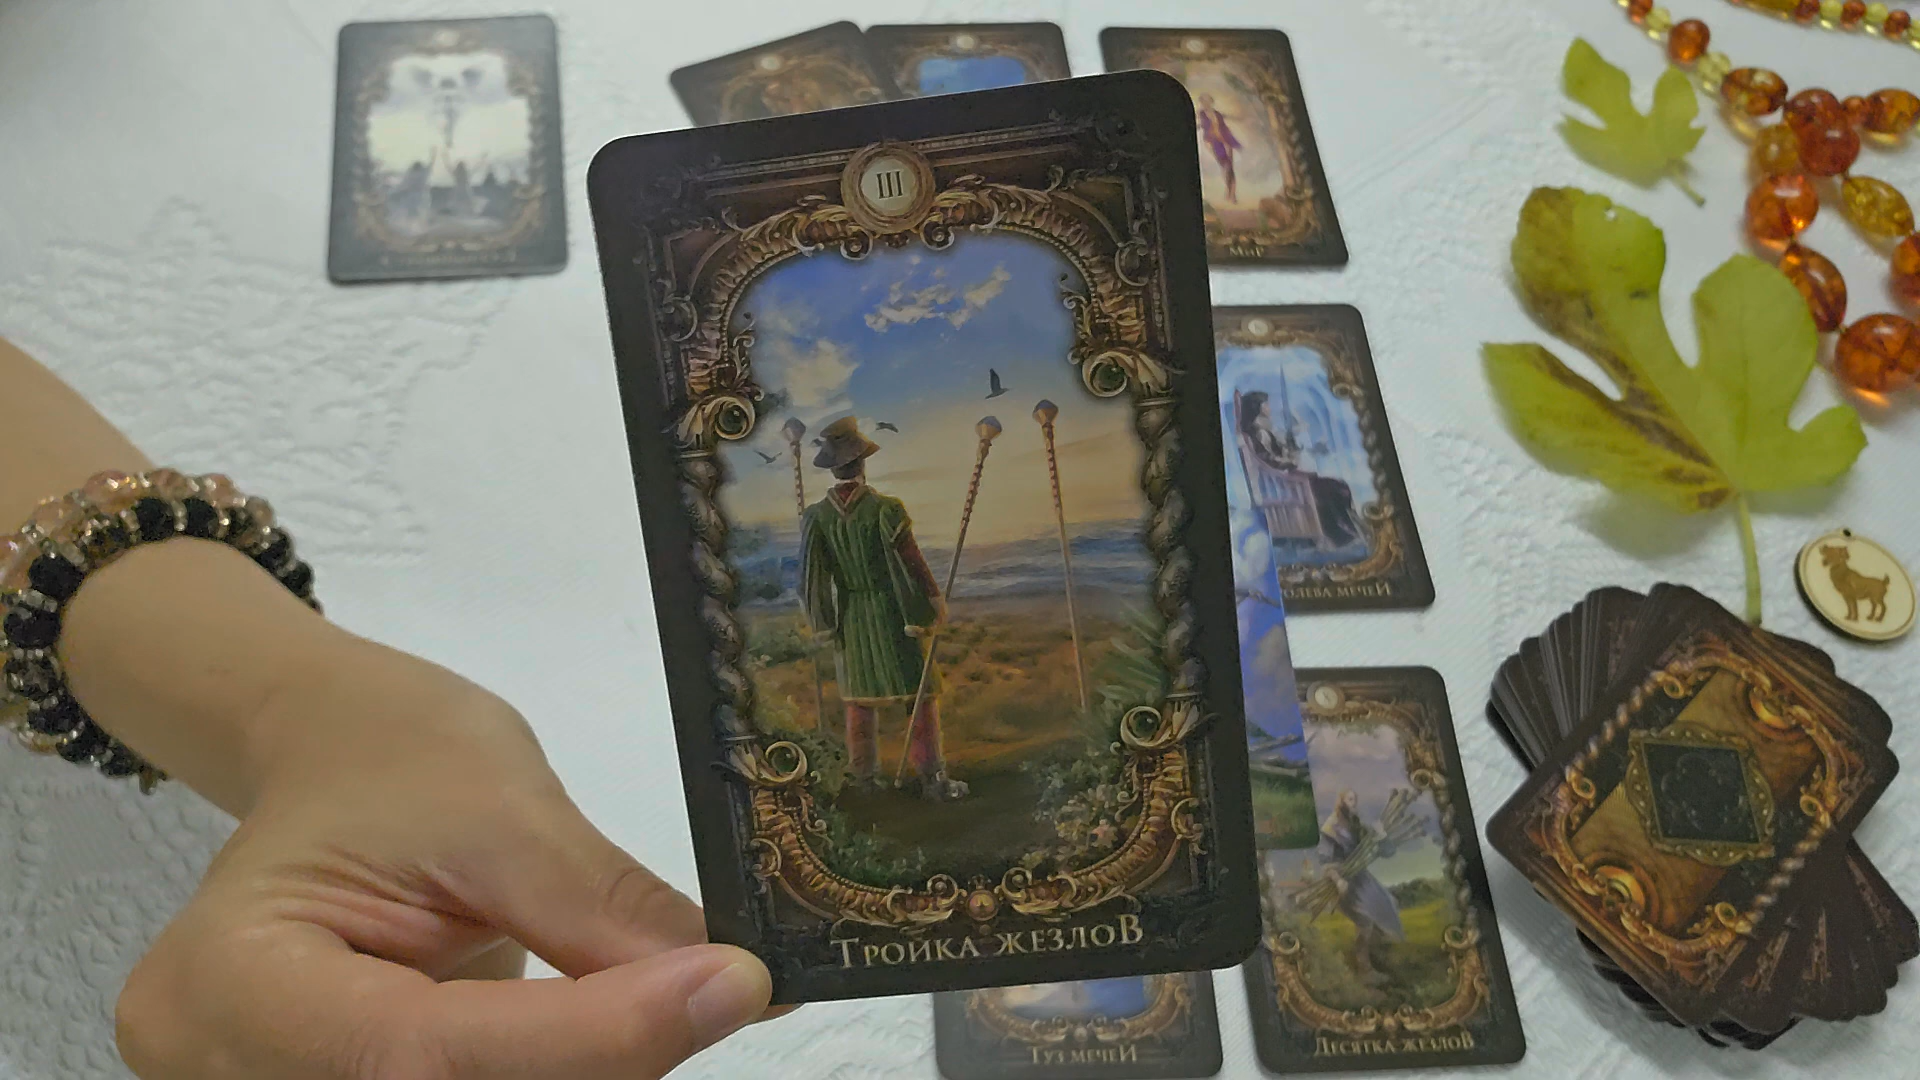 III
Тройка жезлов
Мир
ролева мечей
Туз мечей
Десятка жезлов